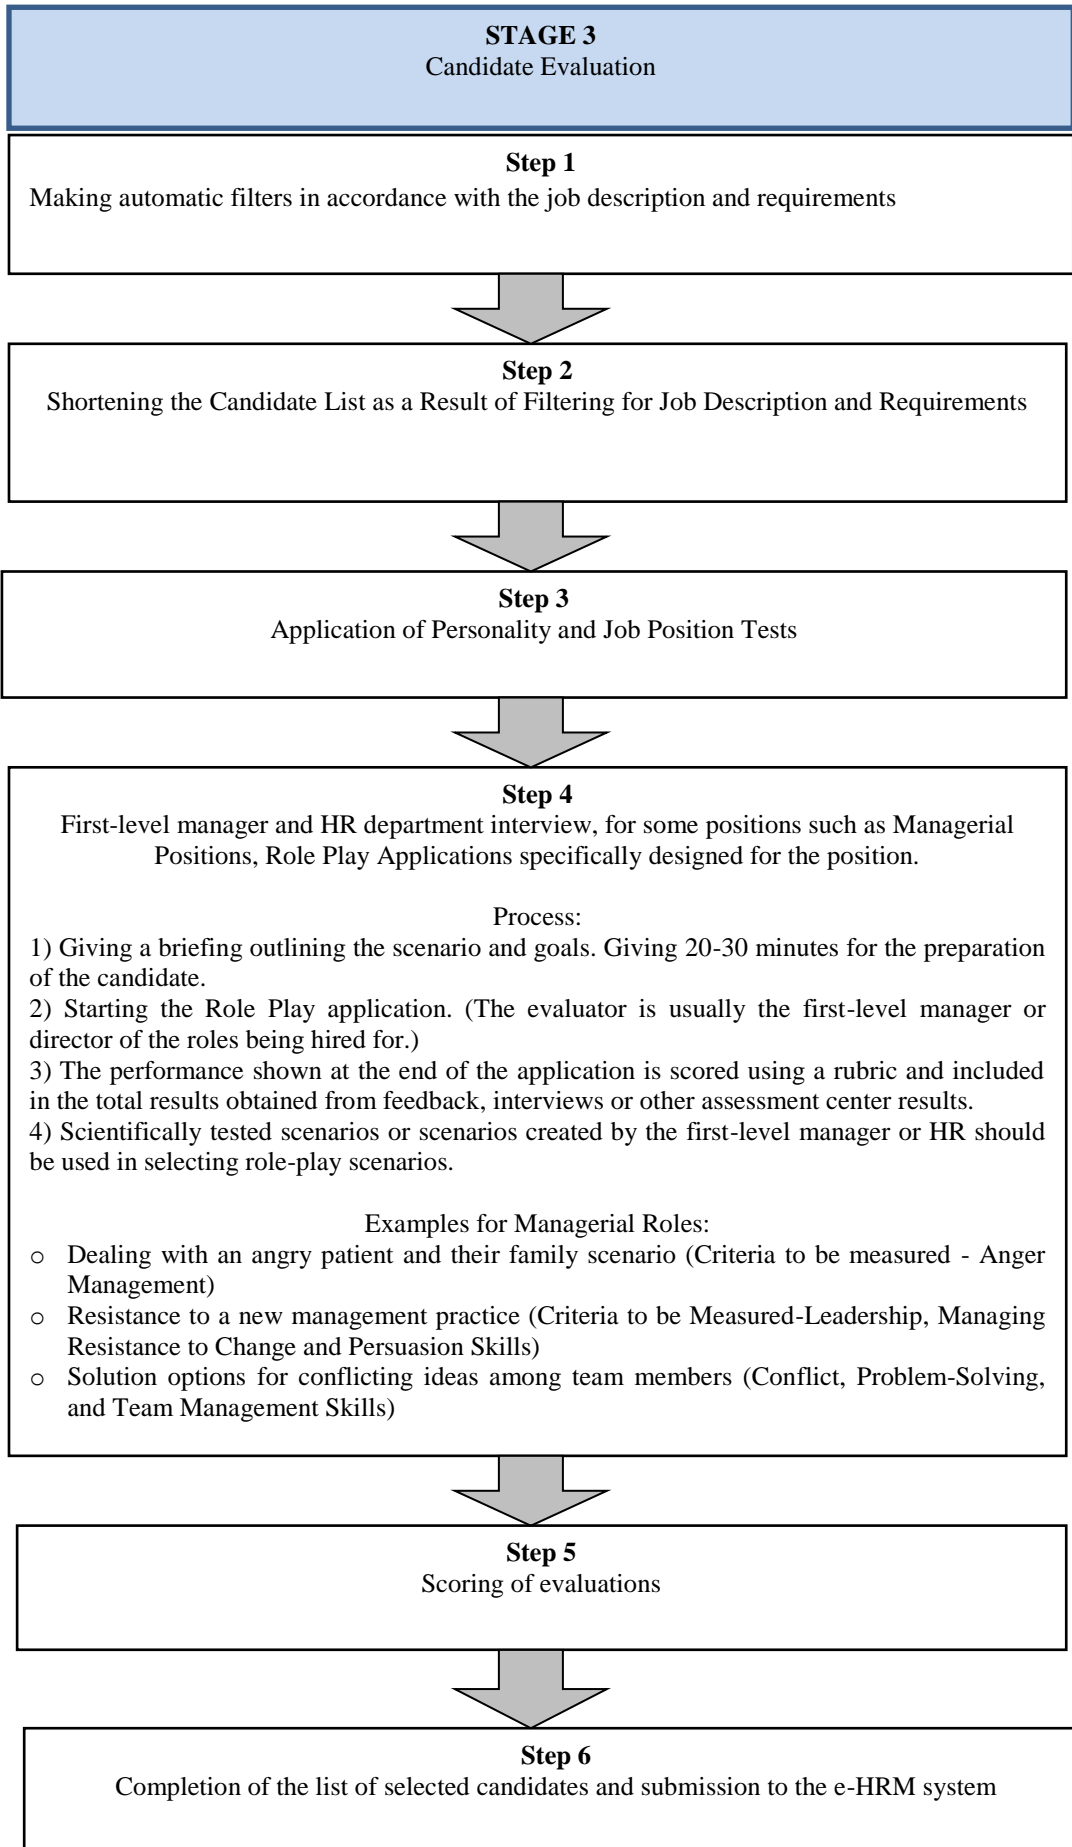 STAGE 3
Candidate Evaluation
Step 1
Making automatic filters in accordance with the job description and requirements
Step 2
Shortening the Candidate List as a Result of Filtering for Job Description and Requirements
Step 3
Application of Personality and Job Position Tests
Step 4
First-level manager and HR department interview, for some positions such as Managerial
Positions, Role Play Applications specifically designed for the position.
Process:
1) Giving a briefing outlining the scenario and goals. Giving 20-30 minutes for the preparation
of the candidate.
2) Starting the Role Play application. (The evaluator is usually the first-level manager or
director of the roles being hired for.)
3) The performance shown at the end of the application is scored using a rubric and included
in the total results obtained from feedback, interviews or other assessment center results.
4) Scientifically tested scenarios or scenarios created by the first-level manager or HR should
be used in selecting role-play scenarios.
Examples for Managerial Roles:
o Dealing with an angry patient and their family scenario (Criteria to be measured - Anger
Management)
o Resistance to a new management practice (Criteria to be Measured-Leadership, Managing
Resistance to Change and Persuasion Skills)
o Solution options for conflicting ideas among team members (Conflict, Problem-Solving,
and Team Management Skills)
Step 5
Scoring of evaluations
Step 6
Completion of the list of selected candidates and submission to the e-HRM system